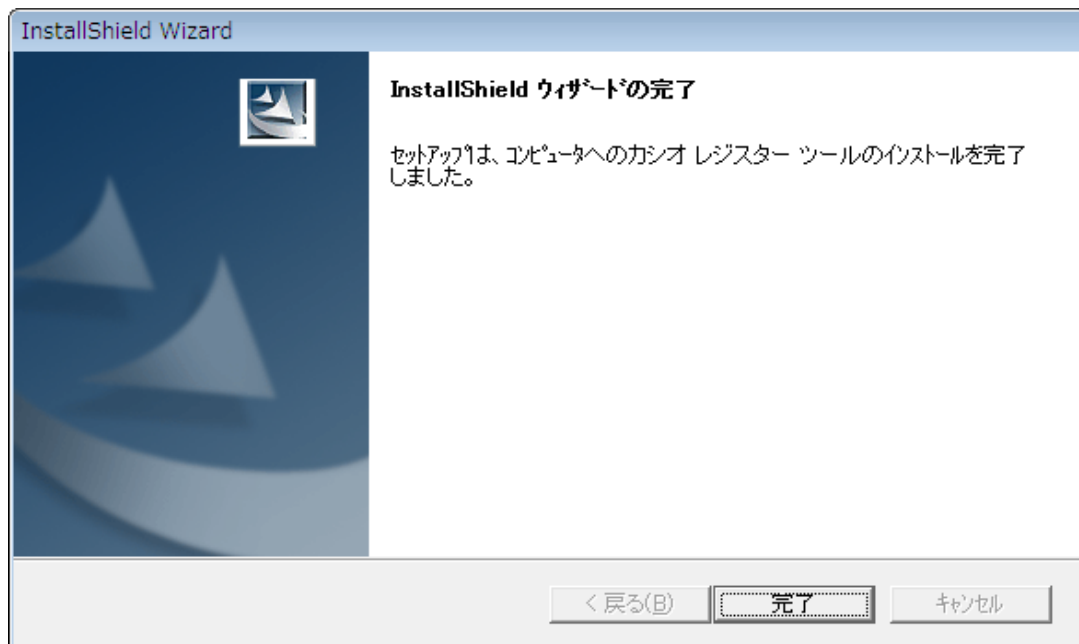 InstallShield Wizard
InstallShield ｳｨｻﾞｰﾄﾞの完了
ｾｯﾄｱｯﾌﾟは、ｺﾝﾋﾟｭｰﾀへのカシオ レジスター ツールのｲﾝｽﾄｰﾙを完了
しました。
< 戻る(B)
完了
ｷｬﾝｾﾙ